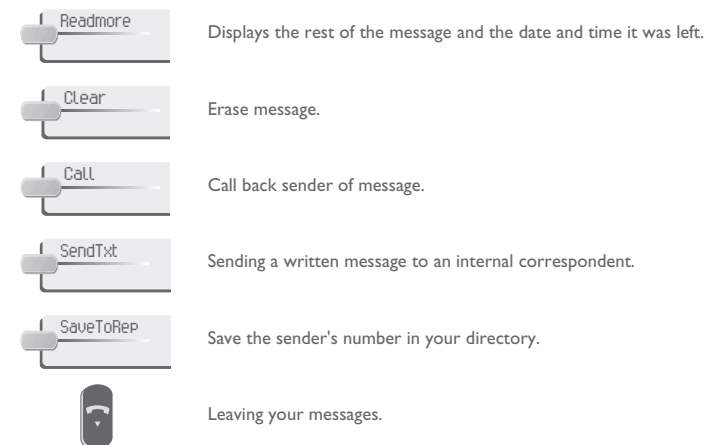 Readmore
Displays the rest of the message and the date and time it was left.
Clear
Erase message.
Call
Call back sender of message.
SendTxt
Sending a written message to an internal correspondent.
SaveToRep
Save the sender's number in your directory.
Leaving your messages.